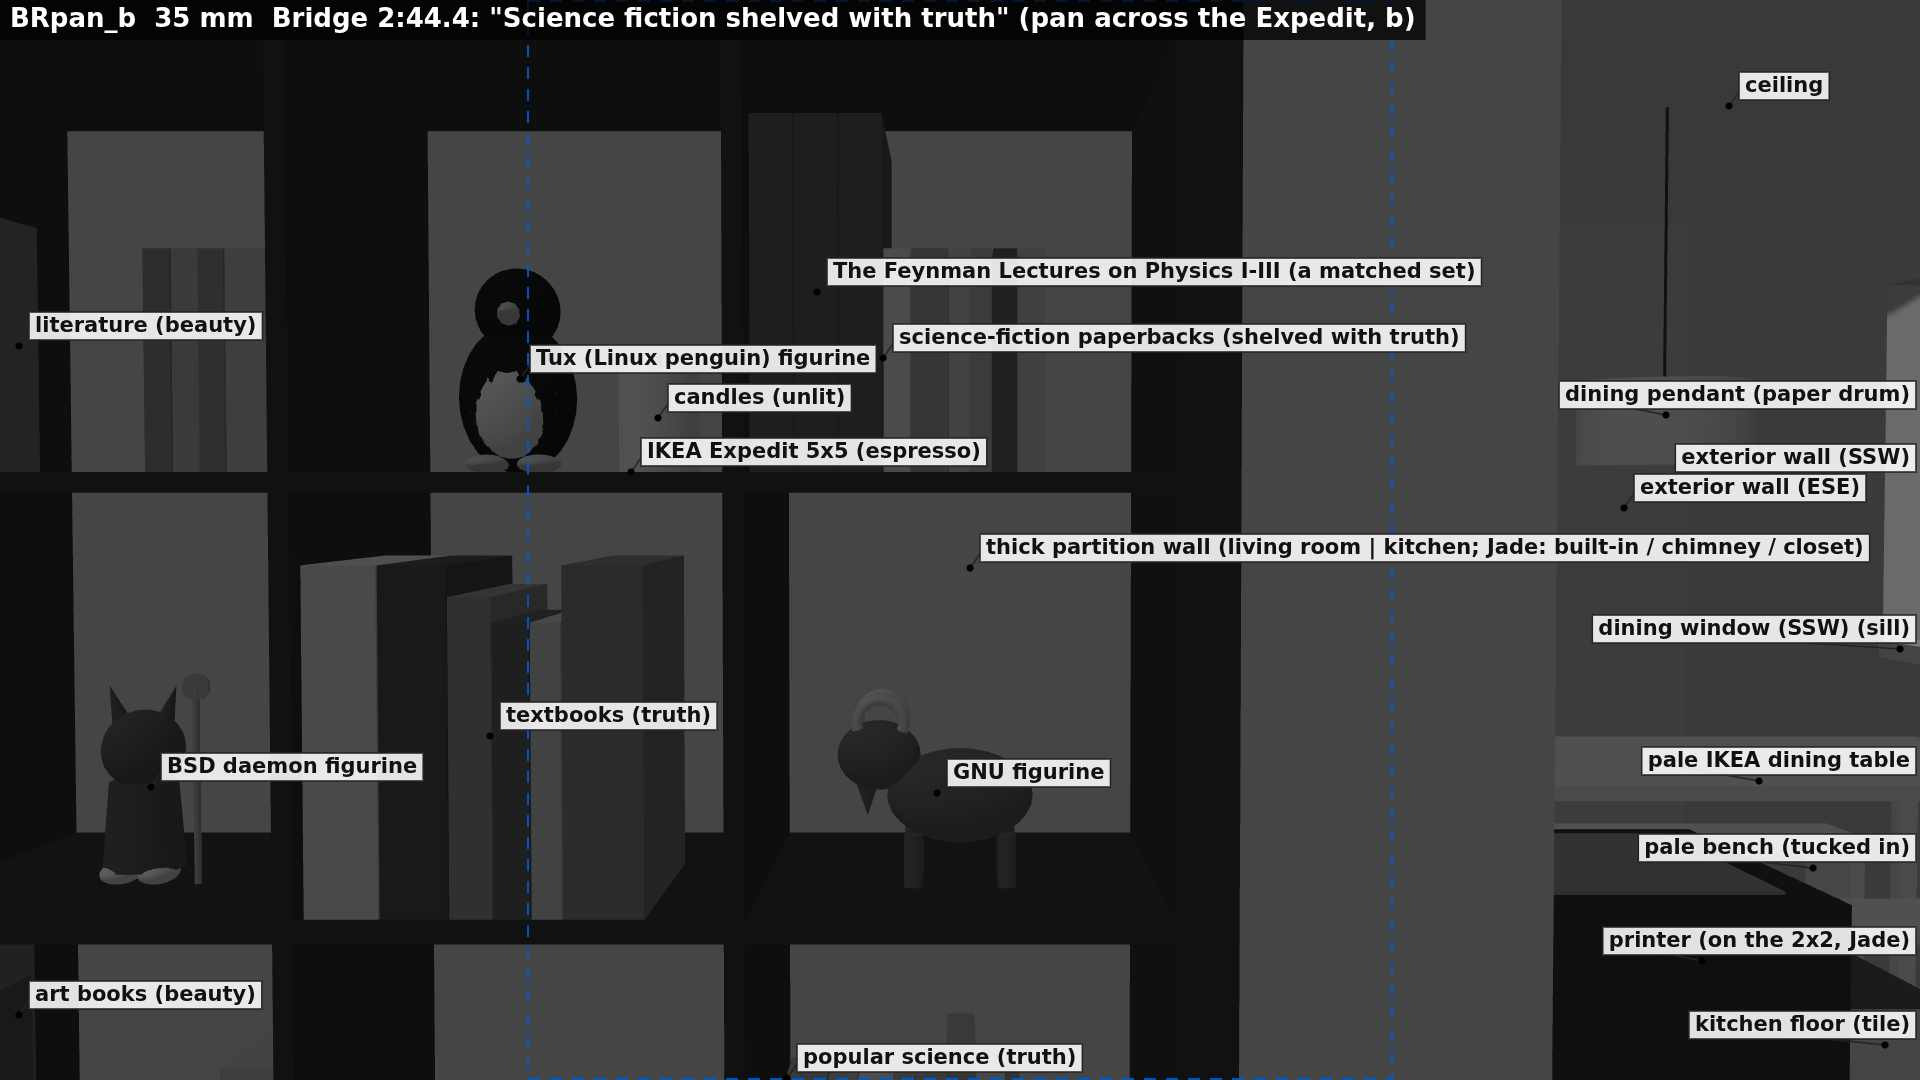 BRpan_b  35 mm  Bridge 2:44.4: "Science fiction shelved with truth" (pan across the Expedit, b)
ceiling
The Feynman Lectures on Physics I-III (a matched set)
literature (beauty)
science-fiction paperbacks (shelved with truth)
Tux (Linux penguin) figurine
candles (unlit)
dining pendant (paper drum)
IKEA Expedit 5x5 (espresso)
exterior wall (SSW)
exterior wall (ESE)
thick partition wall (living room | kitchen; Jade: built-in / chimney / closet)
dining window (SSW) (sill)
textbooks (truth)
pale IKEA dining table
BSD daemon figurine
GNU figurine
pale bench (tucked in)
printer (on the 2x2, Jade)
art books (beauty)
kitchen floor (tile)
popular science (truth)